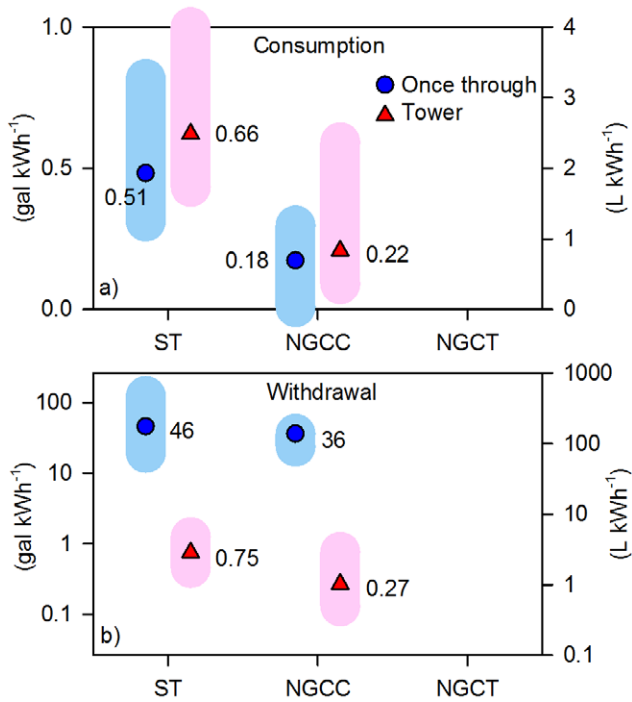 1.0
4
Consumption
Once through
Tower
3
0.66
0.5
0.51
2
(gal kWh⁻¹)
(L kWh⁻¹)
0.18
0.22
1
a)
0.0
0
ST
NGCC
NGCT
Withdrawal
1000
100
46
36
100
10
(gal kWh⁻¹)
(L kWh⁻¹)
10
1
0.75
0.27
1
0.1
b)
0.1
ST
NGCC
NGCT